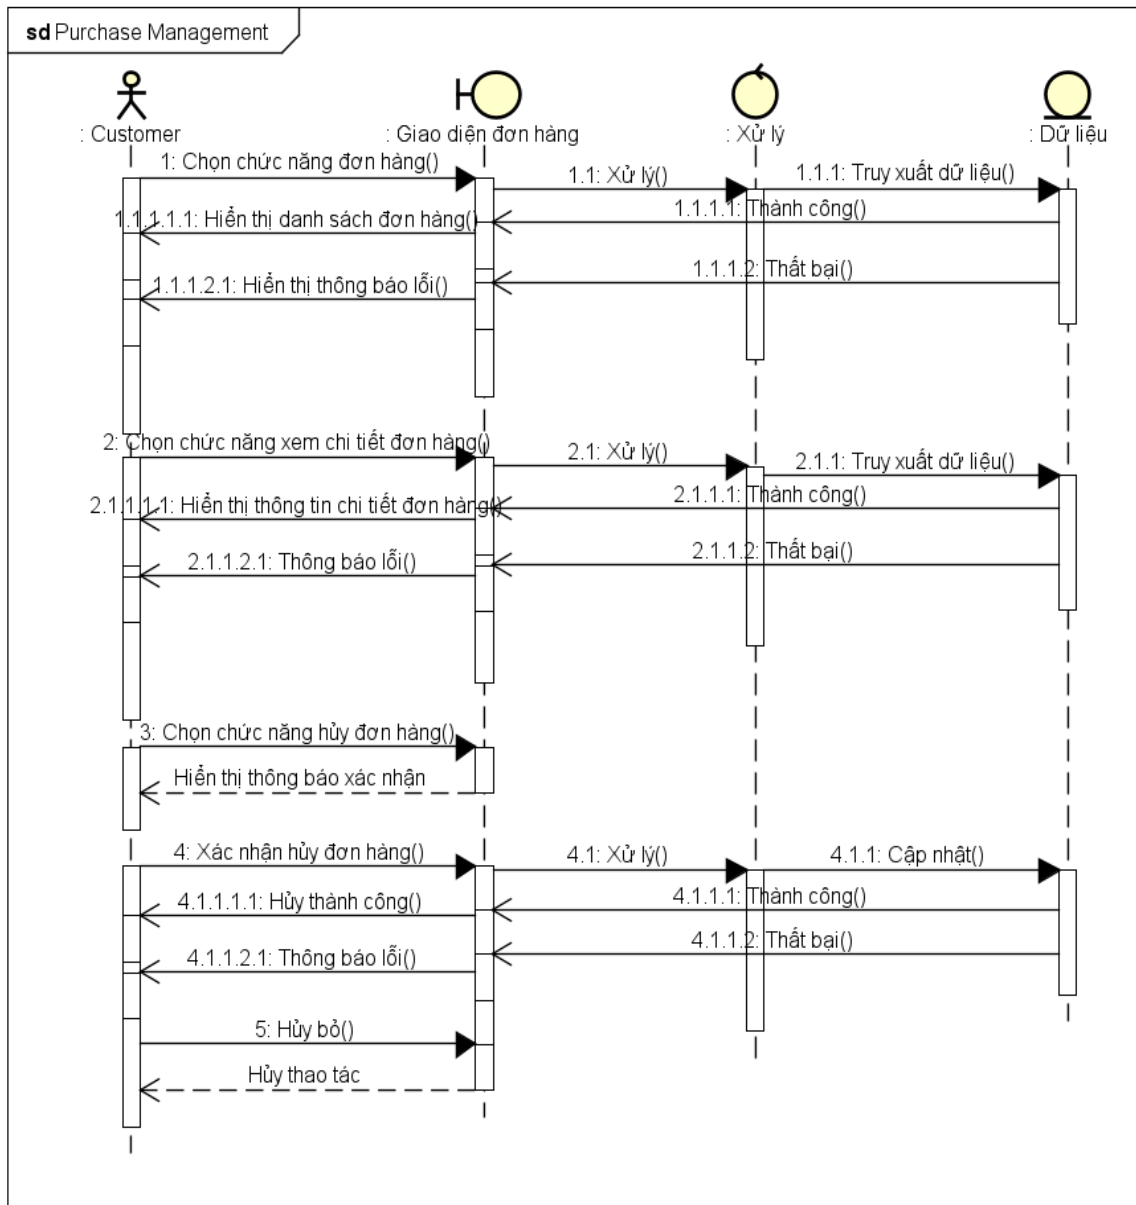 sd Purchase Management
: Customer
: Giao diện đơn hàng
: Xử lý
: Dữ liệu
1: Chọn chức năng đơn hàng()
1.1: Xử lý()
1.1.1: Truy xuất dữ liệu()
1.1.1.1.1: Hiển thị danh sách đơn hàng()
1.1.1.1: Thành công()
1.1.1.2: Thất bại()
1.1.1.2.1: Hiển thị thông báo lỗi()
2: Chọn chức năng xem chi tiết đơn hàng()
2.1: Xử lý()
2.1.1: Truy xuất dữ liệu()
2.1.1.1.1: Hiển thị thông tin chi tiết đơn hàng()
2.1.1.1: Thành công()
2.1.1.2: Thất bại()
2.1.1.2.1: Thông báo lỗi()
3: Chọn chức năng hủy đơn hàng()
Hiển thị thông báo xác nhận
4: Xác nhận hủy đơn hàng()
4.1: Xử lý()
4.1.1: Cập nhật()
4.1.1.1.1: Hủy thành công()
4.1.1.1: Thành công()
4.1.1.2: Thất bại()
4.1.1.2.1: Thông báo lỗi()
5: Hủy bỏ()
Hủy thao tác